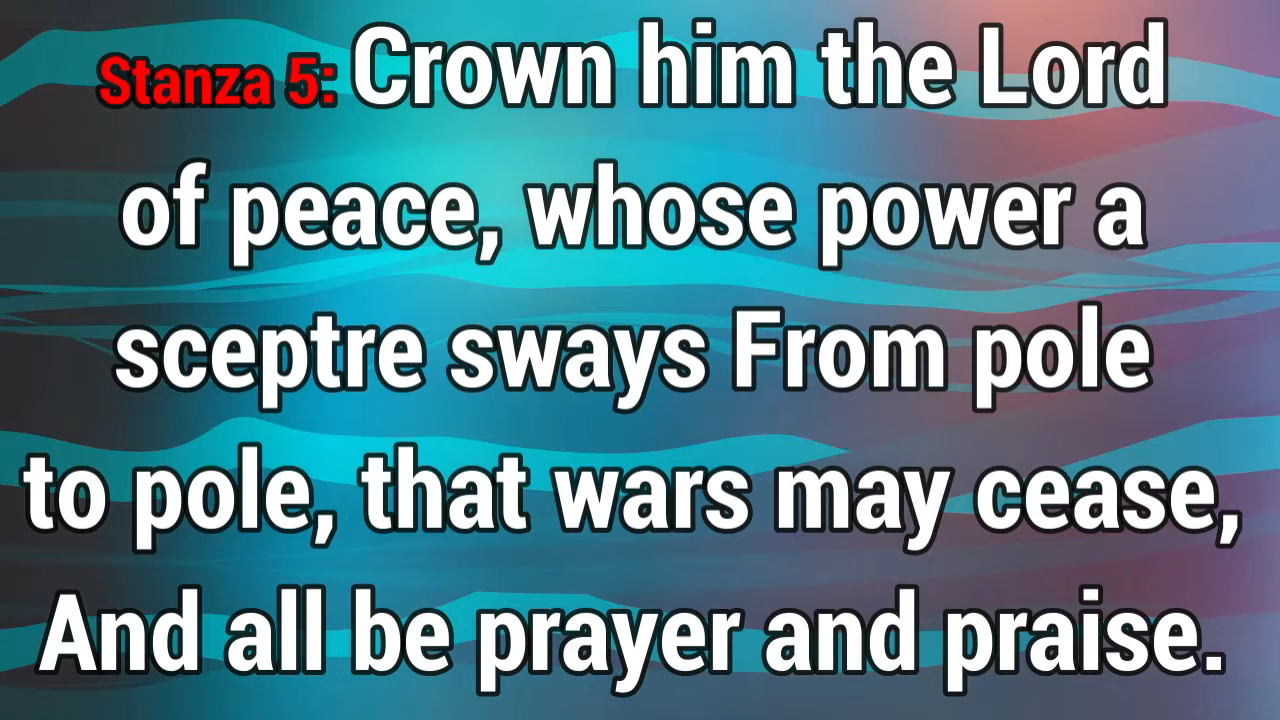 Stanza 5: Crown him the Lord
of peace, whose power a
sceptre sways From pole
to pole, that wars may cease,
And all be prayer and praise.